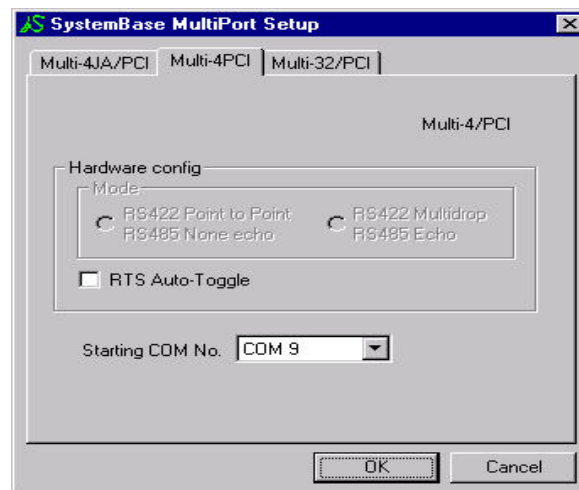 SystemBase MultiPort Setup
Multi-4JA/PCI Multi-4PCI Multi-32/PCI
Multi-4/PCI
Hardware config
Mode
RS422 Point to Point
RS485 None echo
RS422 Multidrop
RS485 Echo
RTS Auto-Toggle
Starting COM No. COM 9
OK Cancel